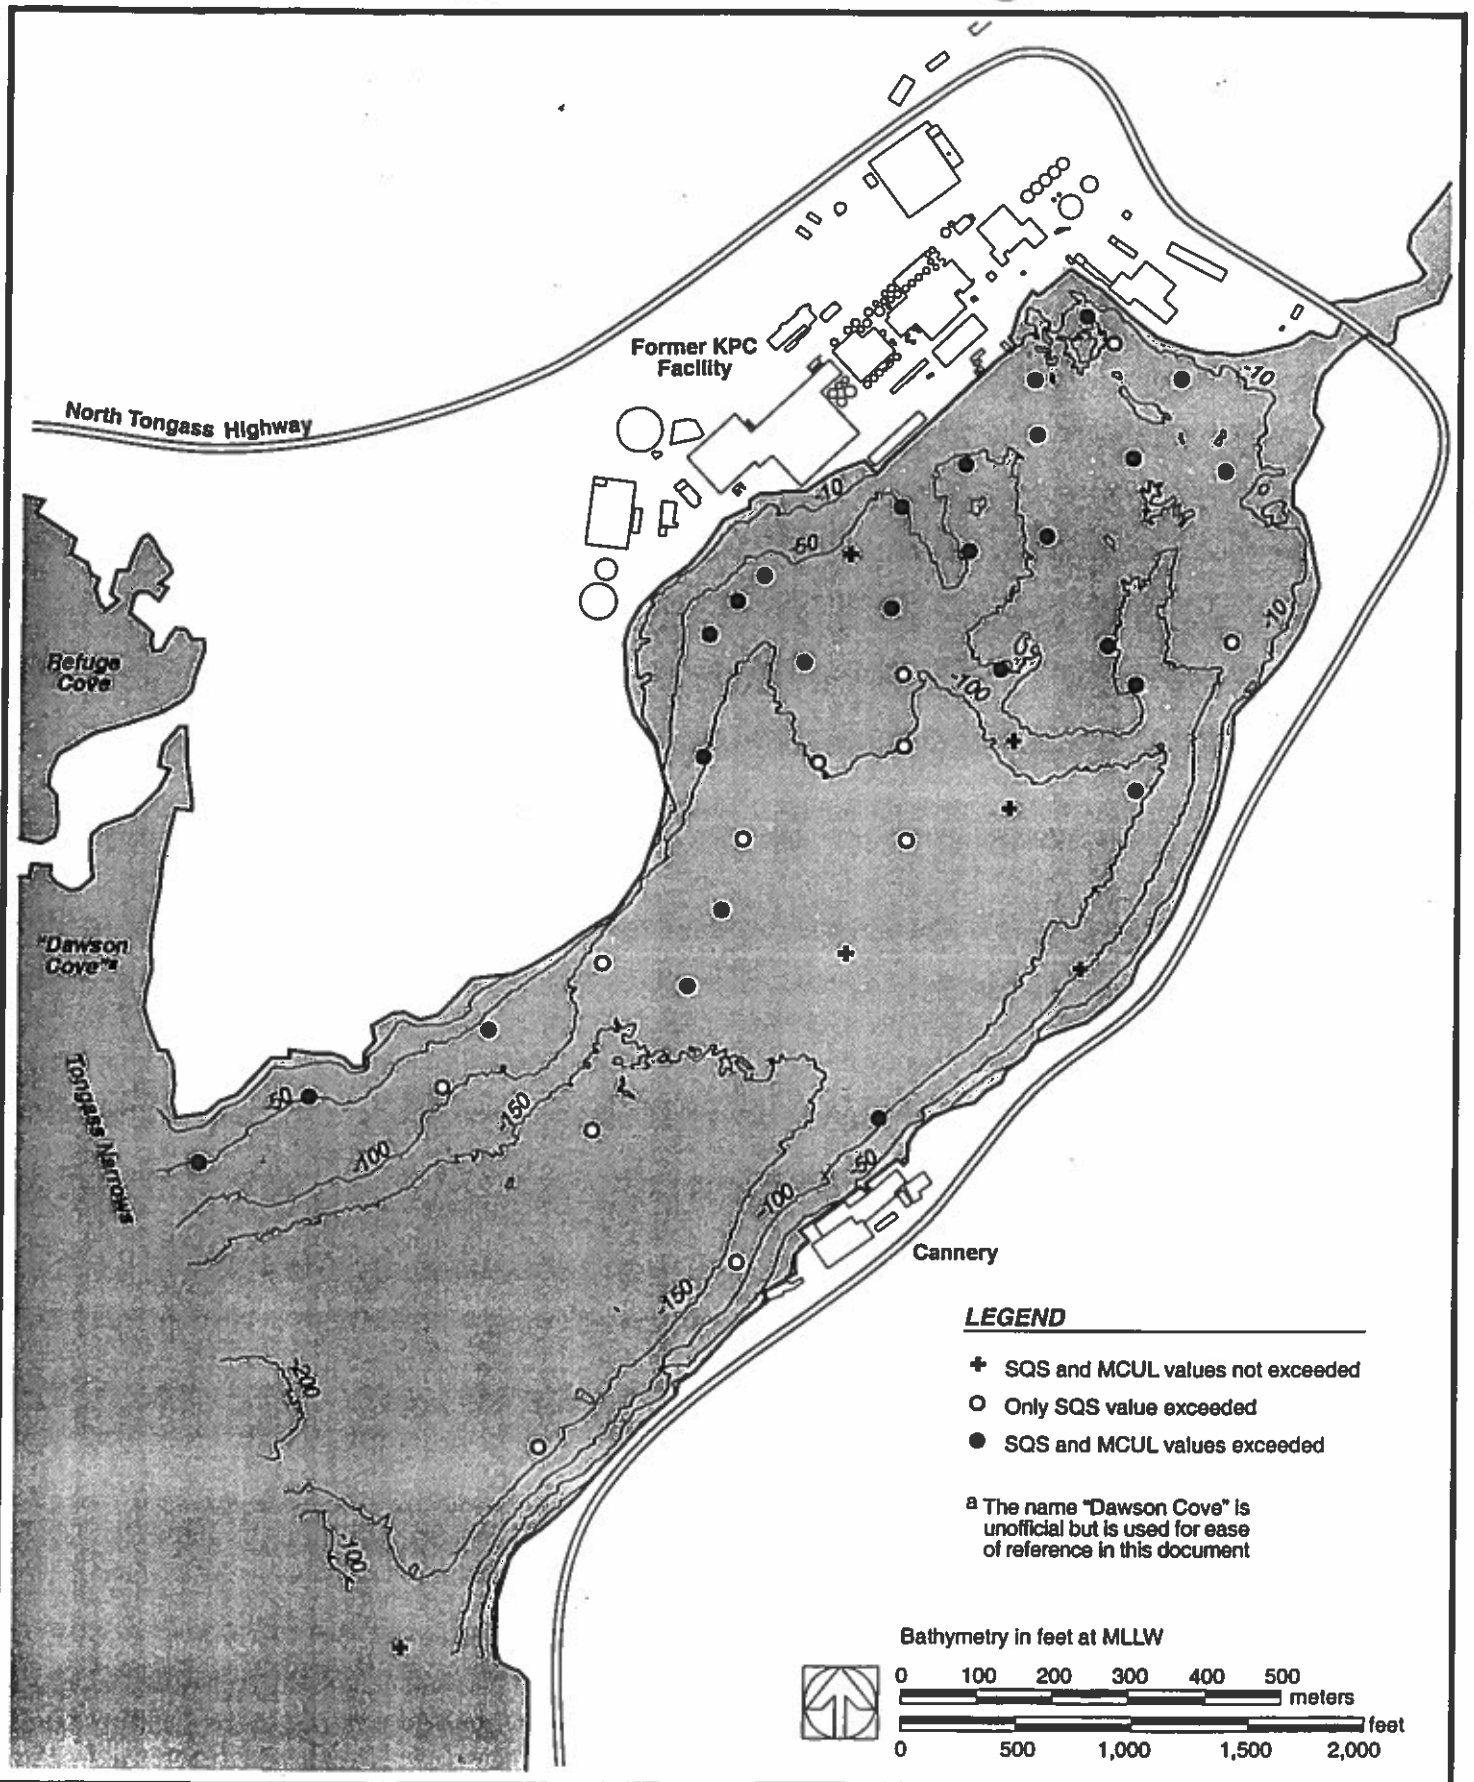 Former KPC
Facility
North Tongass Highway
-10
-10
-50
-10
Refuge
Cove
-100
"Dawson
Cove"a
Tongass Narrows
-50
-150
-100
-50
-100
Cannery
-150
-200
-100
LEGEND
SQS and MCUL values not exceeded
Only SQS value exceeded
SQS and MCUL values exceeded
a The name "Dawson Cove" is
unofficial but is used for ease
of reference in this document
Bathymetry in feet at MLLW
0 100 200 300 400 500
meters
feet
0 500 1,000 1,500 2,000